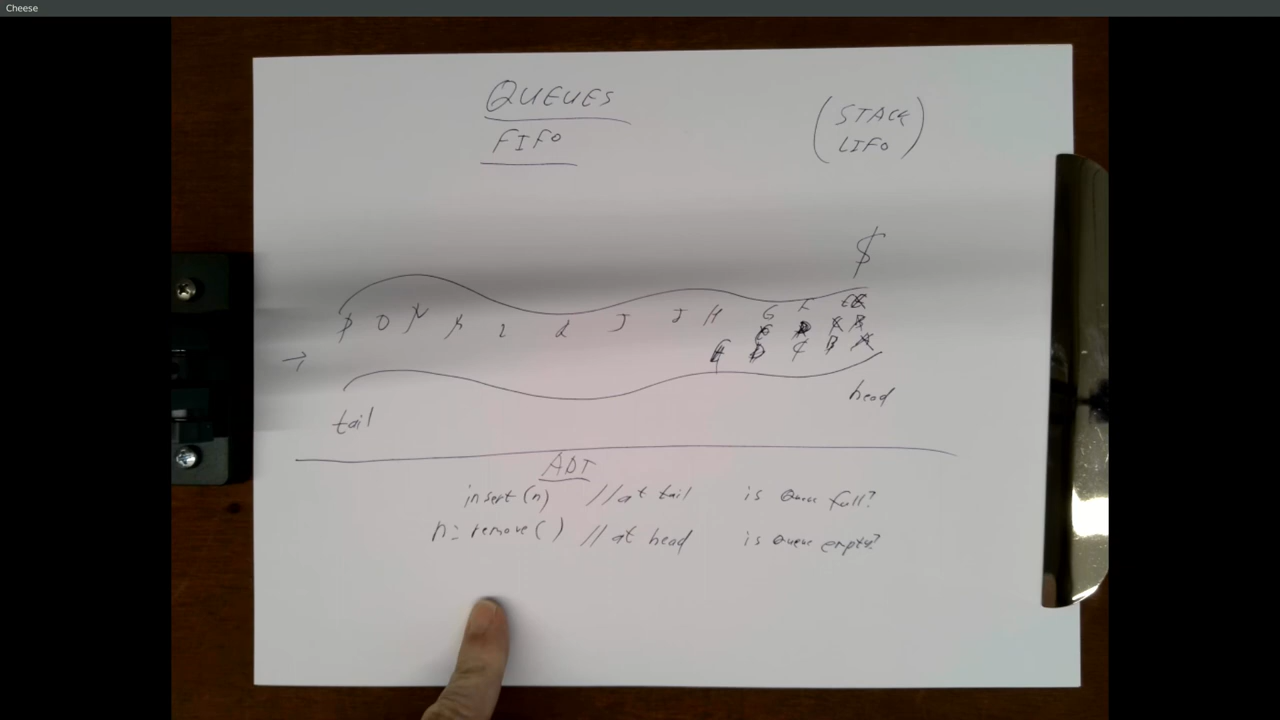 Cheese
QUEUES
FIFO
(STACK
LIFO)
$
P O N M L K J I H G F
D C B A
tail
head
ADT
insert(n) //at tail is Queue full?
n = remove() //at head is Queue empty?